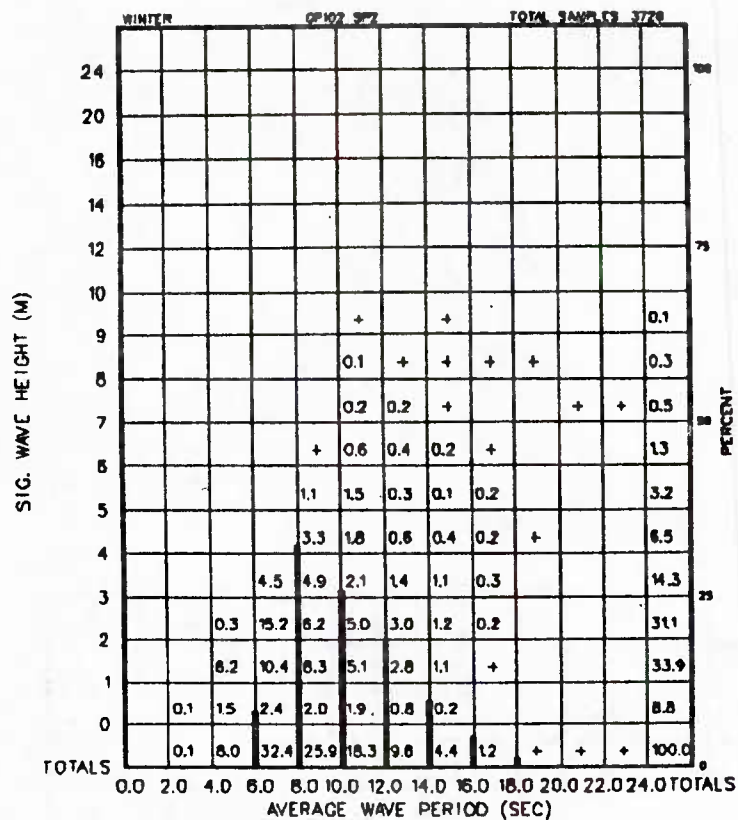 WINTER OP102 SP2 TOTAL SAMPLES 3728
24 100
20
16
14
12 75
10
+ + 0.1
9
0.1 + + + + 0.3
8
0.2 0.2 + + + 0.5
7 50
+ 0.6 0.4 0.2 + 1.3
6
1.1 1.5 0.3 0.1 0.2 3.2
5
3.3 1.8 0.6 0.4 0.2 + 6.5
4
4.5 4.9 2.1 1.4 1.1 0.3 14.3
3 25
0.3 15.2 6.2 5.0 3.0 1.2 0.2 31.1
2
6.2 10.4 8.3 5.1 2.8 1.1 + 33.9
1
0.1 1.5 2.4 2.0 1.9 0.8 0.2 8.8
0
0.1 8.0 32.4 25.9 18.3 9.6 4.4 1.2 + + + 100.0
TOTALS 0
0.0 2.0 4.0 6.0 8.0 10.0 12.0 14.0 16.0 18.0 20.0 22.0 24.0 TOTALS
AVERAGE WAVE PERIOD (SEC)
SIG. WAVE HEIGHT (M)
PERCENT